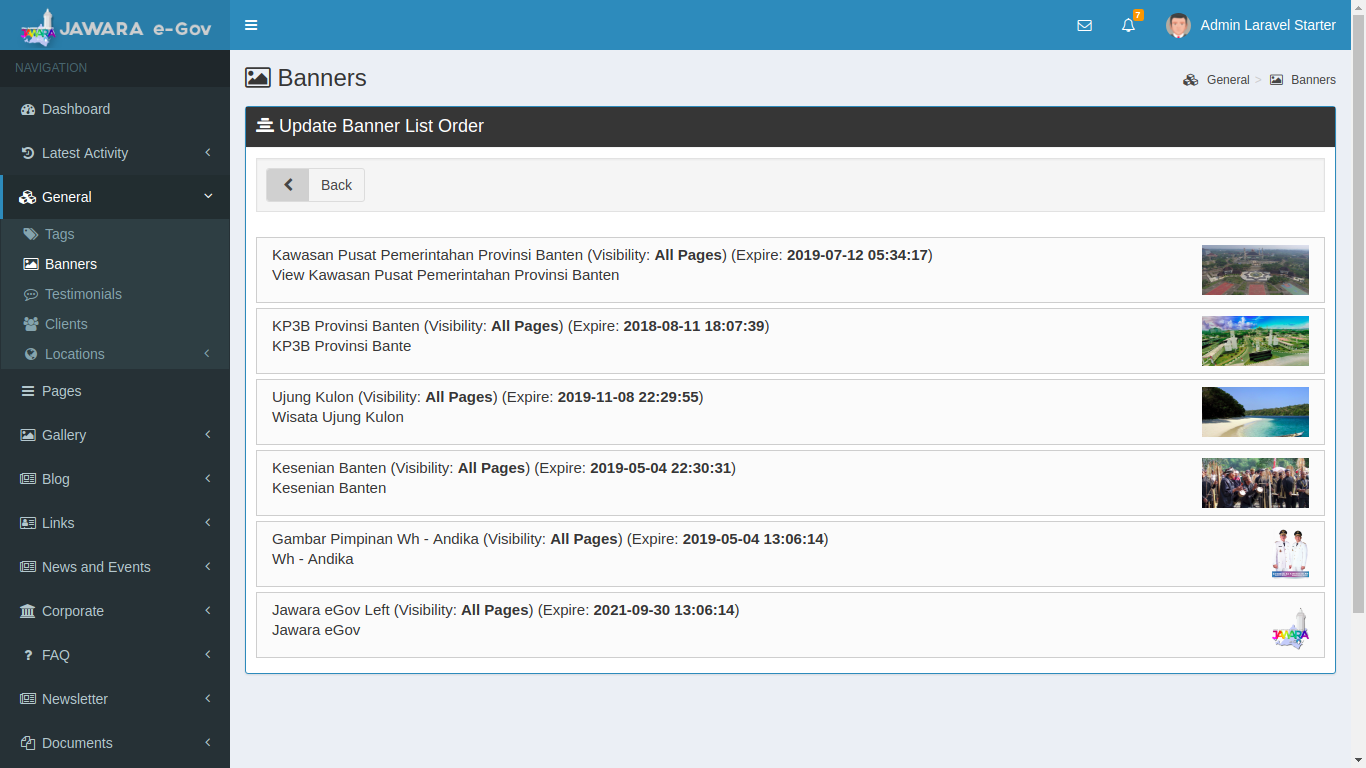 JAWARA e-Gov
7
Admin Laravel Starter
NAVIGATION
Dashboard
Latest Activity
General
Tags
Banners
Testimonials
Clients
Locations
Pages
Gallery
Blog
Links
News and Events
Corporate
FAQ
Newsletter
Documents
Banners
General > Banners
Update Banner List Order
Back
Kawasan Pusat Pemerintahan Provinsi Banten (Visibility: All Pages) (Expire: 2019-07-12 05:34:17)
View Kawasan Pusat Pemerintahan Provinsi Banten
KP3B Provinsi Banten (Visibility: All Pages) (Expire: 2018-08-11 18:07:39)
KP3B Provinsi Bante
Ujung Kulon (Visibility: All Pages) (Expire: 2019-11-08 22:29:55)
Wisata Ujung Kulon
Kesenian Banten (Visibility: All Pages) (Expire: 2019-05-04 22:30:31)
Kesenian Banten
Gambar Pimpinan Wh - Andika (Visibility: All Pages) (Expire: 2019-05-04 13:06:14)
Wh - Andika
Jawara eGov Left (Visibility: All Pages) (Expire: 2021-09-30 13:06:14)
Jawara eGov
JAWARA